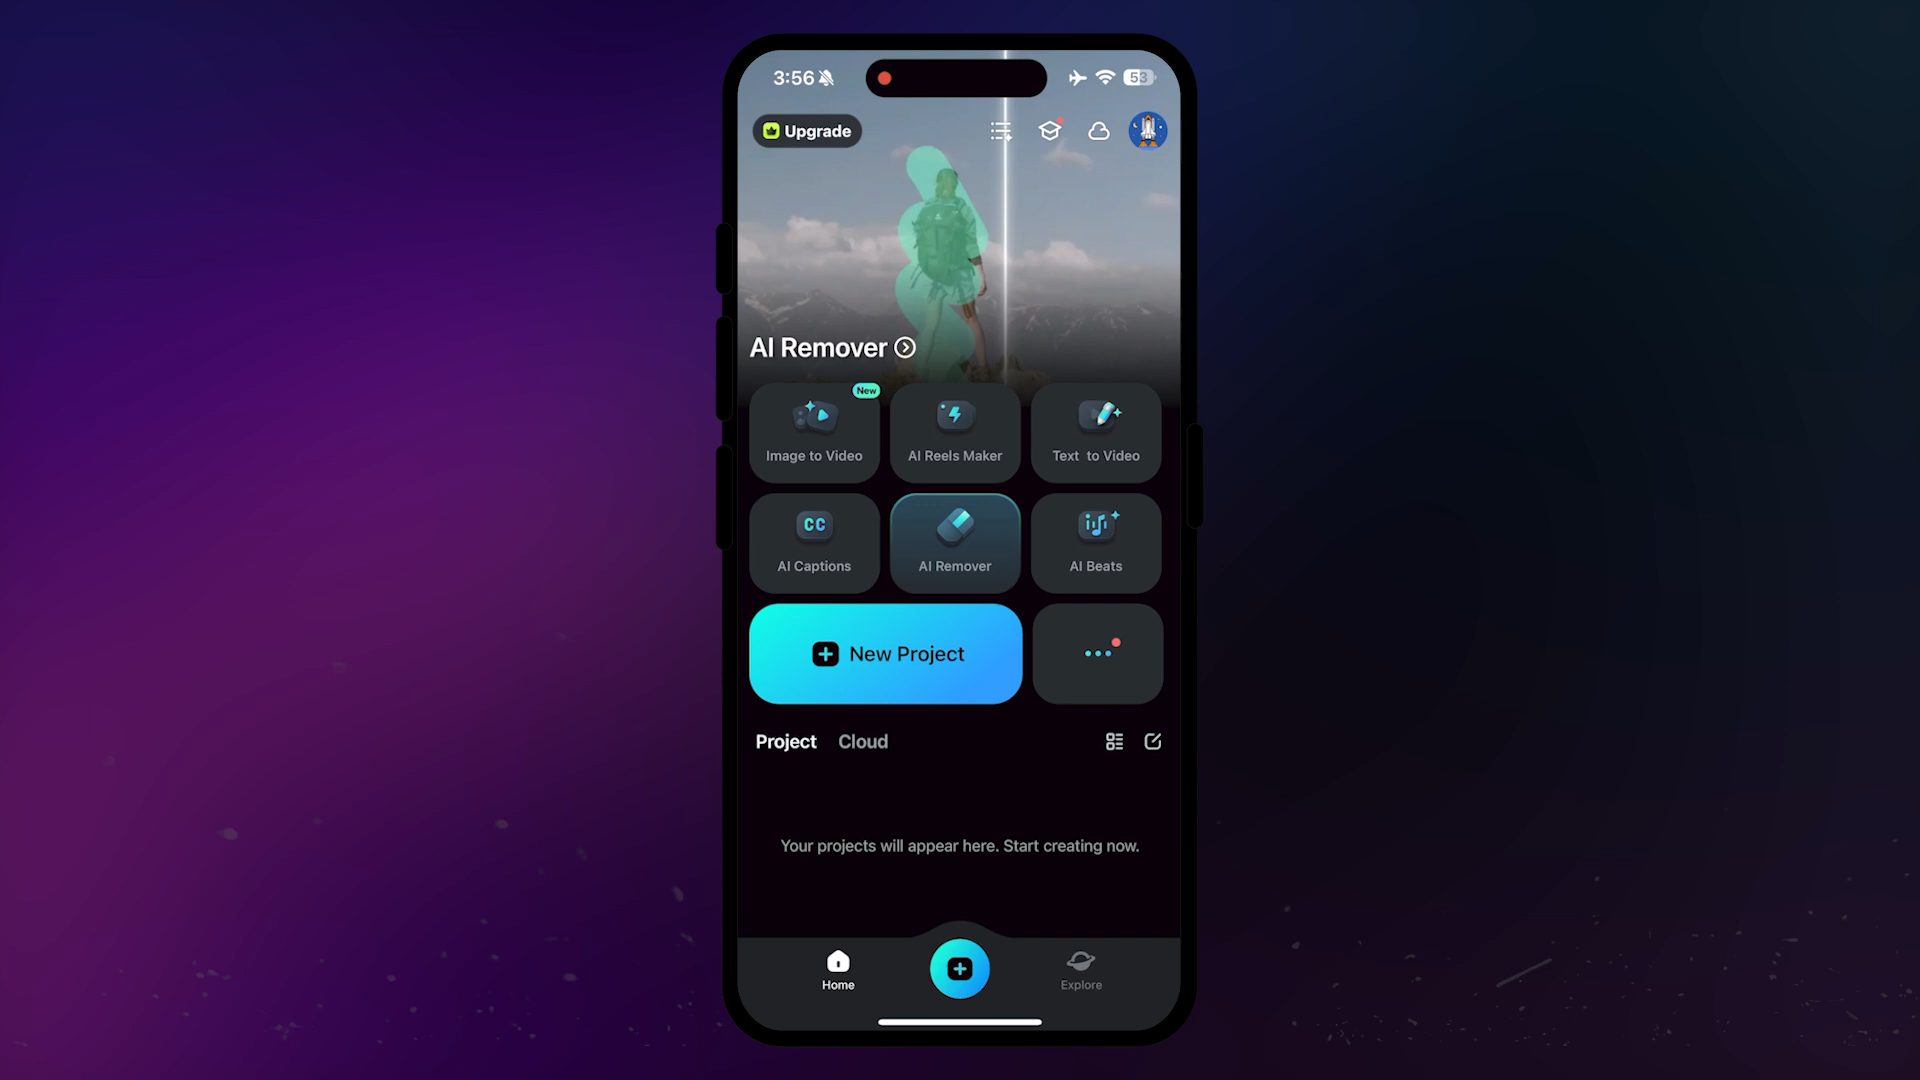 3:56
53
Upgrade
AI Remover
New
Image to Video
AI Reels Maker
Text to Video
CC
AI Captions
AI Remover
AI Beats
New Project
Project
Cloud
Your projects will appear here. Start creating now.
Home
Explore